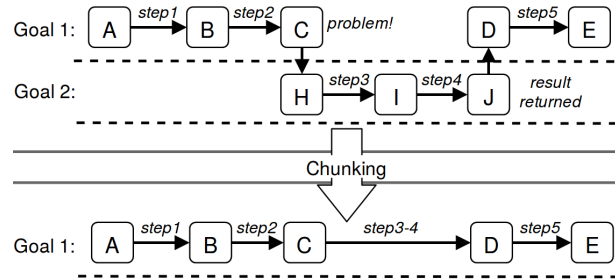 Goal 1: A step1 B step2 C problem! D step5 E
Goal 2: H step3 I step4 J result
returned
Chunking
Goal 1: A step1 B step2 C step3-4 D step5 E